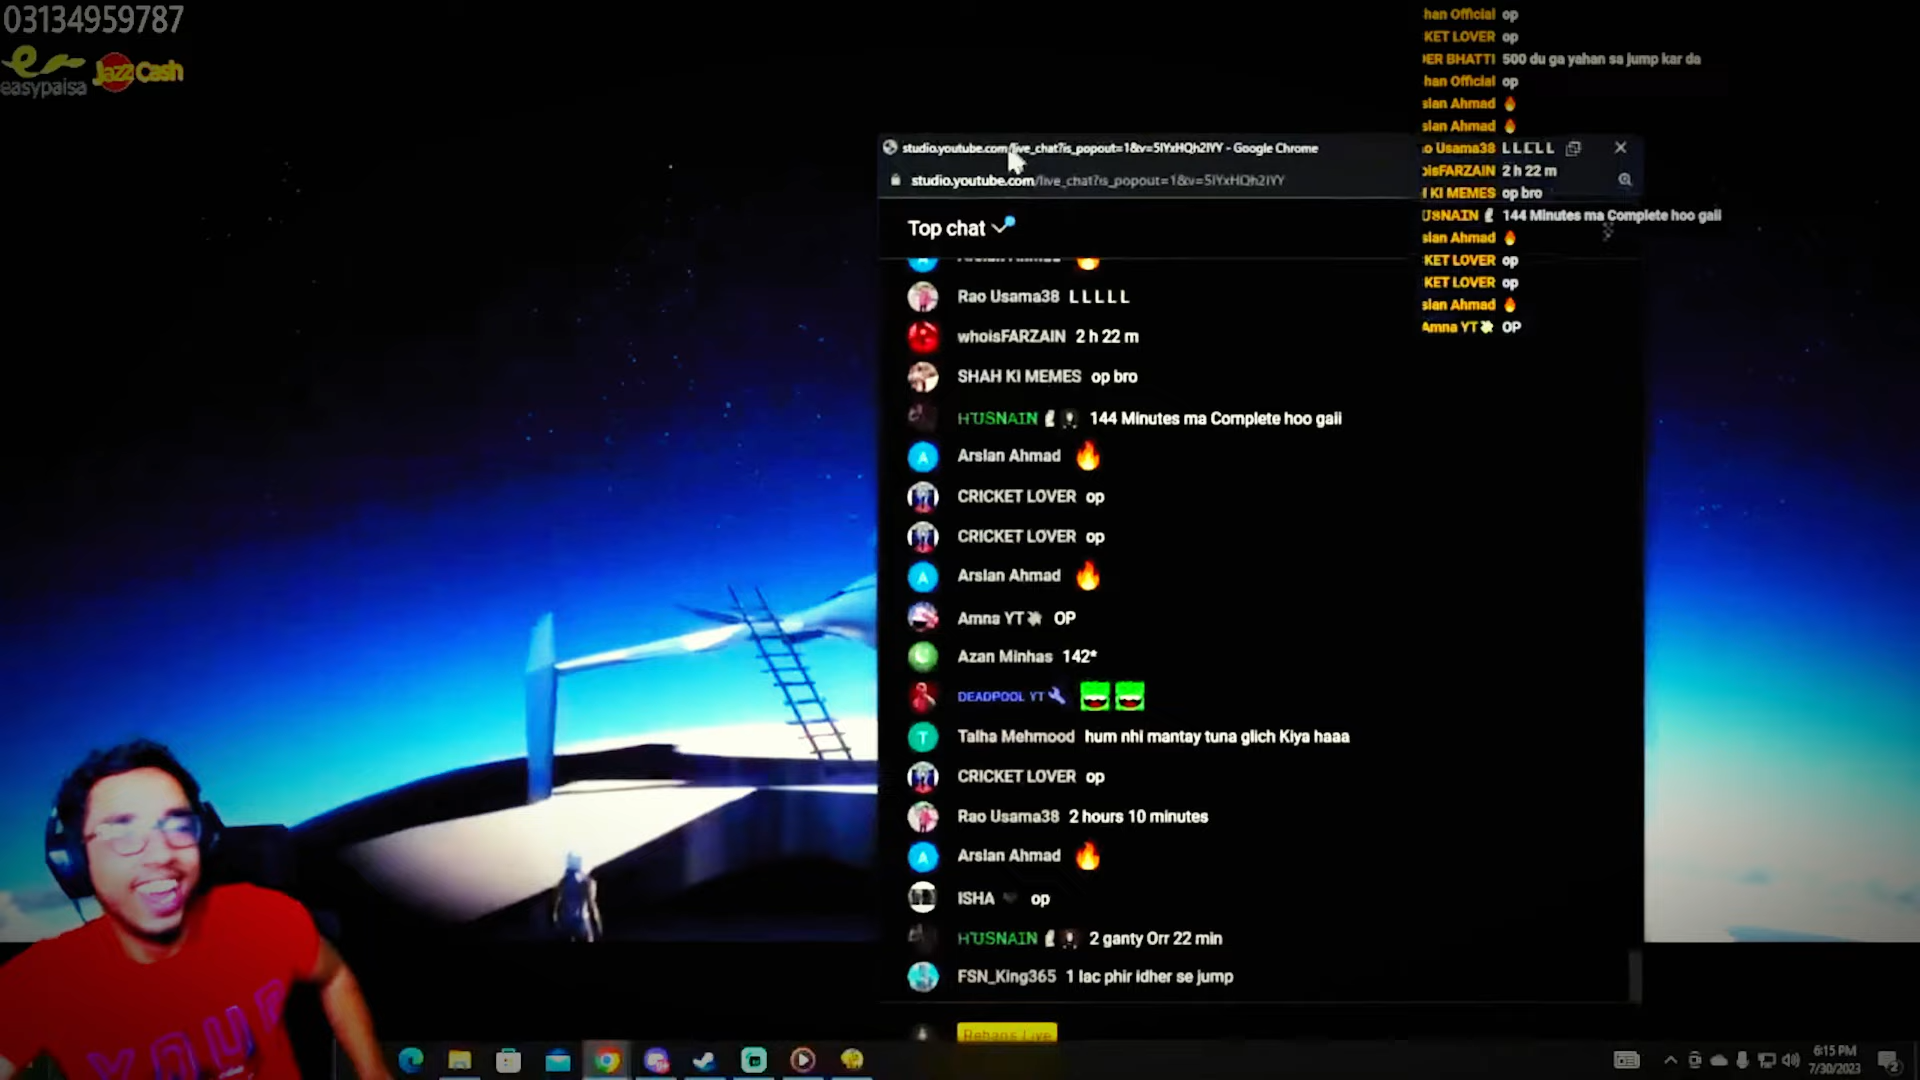 03134959787
easypaisa JazzCash
han Official op
KET LOVER op
ER BHATTI 500 du ga yahan sa jump kar da
han Official op
slan Ahmad 🔥
slan Ahmad 🔥
o Usama38 L L L L L
oisFARZAIN 2 h 22 m
I KI MEMES op bro
USNAIN 144 Minutes ma Complete hoo gaii
slan Ahmad 🔥
KET LOVER op
KET LOVER op
slan Ahmad 🔥
Amna YT OP
studio.youtube.com/live_chat?is_popout=1&v=5IYxHQh2IYY - Google Chrome
studio.youtube.com/live_chat?is_popout=1&v=5IYxHQh2IYY
Top chat
Arslan Ahmad 🔥
Rao Usama38 L L L L L
whoisFARZAIN 2 h 22 m
SHAH KI MEMES op bro
HUSNAIN 144 Minutes ma Complete hoo gaii
Arslan Ahmad 🔥
CRICKET LOVER op
CRICKET LOVER op
Arslan Ahmad 🔥
Amna YT OP
Azan Minhas 142*
DEADPOOL YT
Talha Mehmood hum nhi mantay tuna glich Kiya haaa
CRICKET LOVER op
Rao Usama38 2 hours 10 minutes
Arslan Ahmad 🔥
ISHA op
HUSNAIN 2 ganty Orr 22 min
FSN_King365 1 lac phir idher se jump
Rehans Live
YOUR
6:15 PM
7/30/2023
2